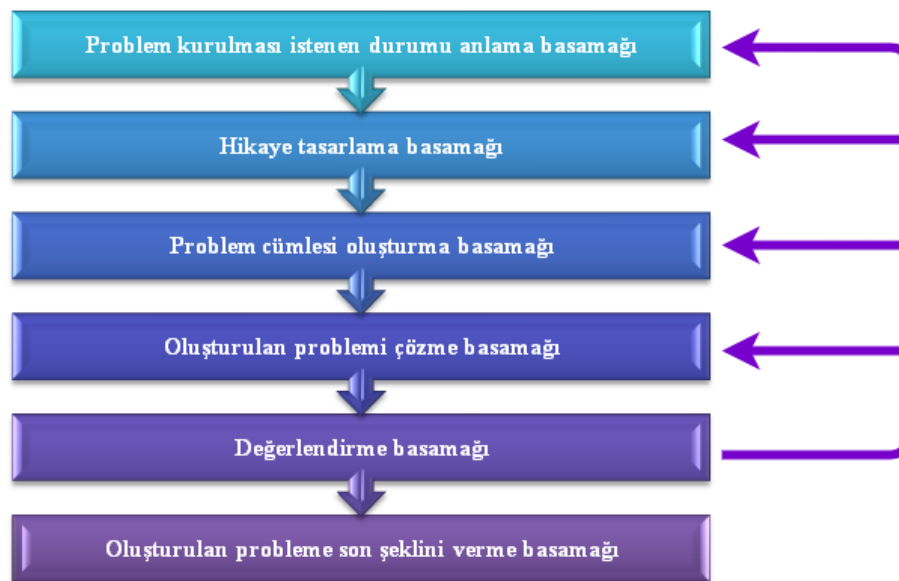 Problem kurulması istenen durumu anlama basamağı
Hikaye tasarlama basamağı
Problem cümlesi oluşturma basamağı
Oluşturulan problemi çözme basamağı
Değerlendirme basamağı
Oluşturulan probleme son şeklini verme basamağı